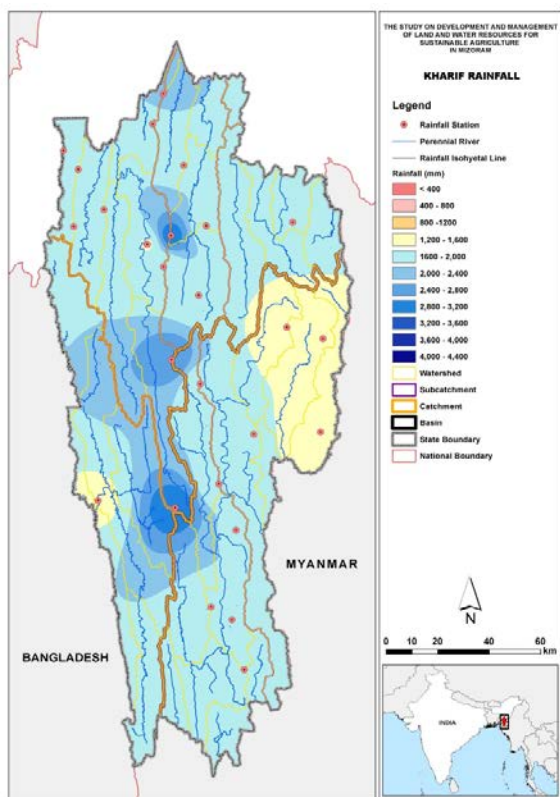 THE STUDY ON DEVELOPMENT AND MANAGEMENT
OF LAND AND WATER RESOURCES FOR
SUSTAINABLE AGRICULTURE
IN MIZORAM
KHARIF RAINFALL
Legend
Rainfall Station
Perennial River
Rainfall Isohyetal Line
Rainfall (mm)
< 400
400 - 800
800 -1200
1,200 - 1,600
1600 - 2,000
2,000 - 2,400
2,400 - 2,800
2,800 - 3,200
3,200 - 3,600
3,600 - 4,000
4,000 - 4,400
Watershed
Subcatchment
Catchment
Basin
State Boundary
National Boundary
MYANMAR
BANGLADESH
N
0 10 20 40 60
km
INDIA